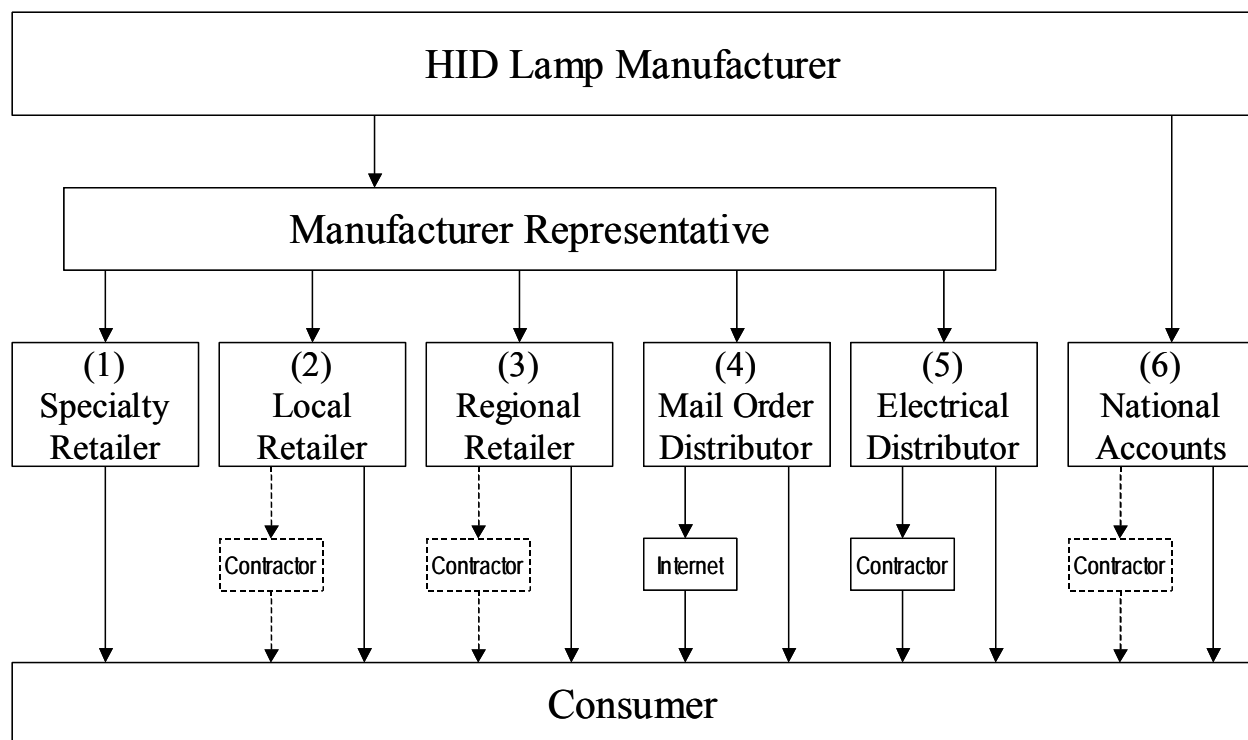 HID Lamp Manufacturer
Manufacturer Representative
(1)
Specialty
Retailer
(2)
Local
Retailer
(3)
Regional
Retailer
(4)
Mail Order
Distributor
(5)
Electrical
Distributor
(6)
National
Accounts
Contractor
Contractor
Internet
Contractor
Contractor
Consumer